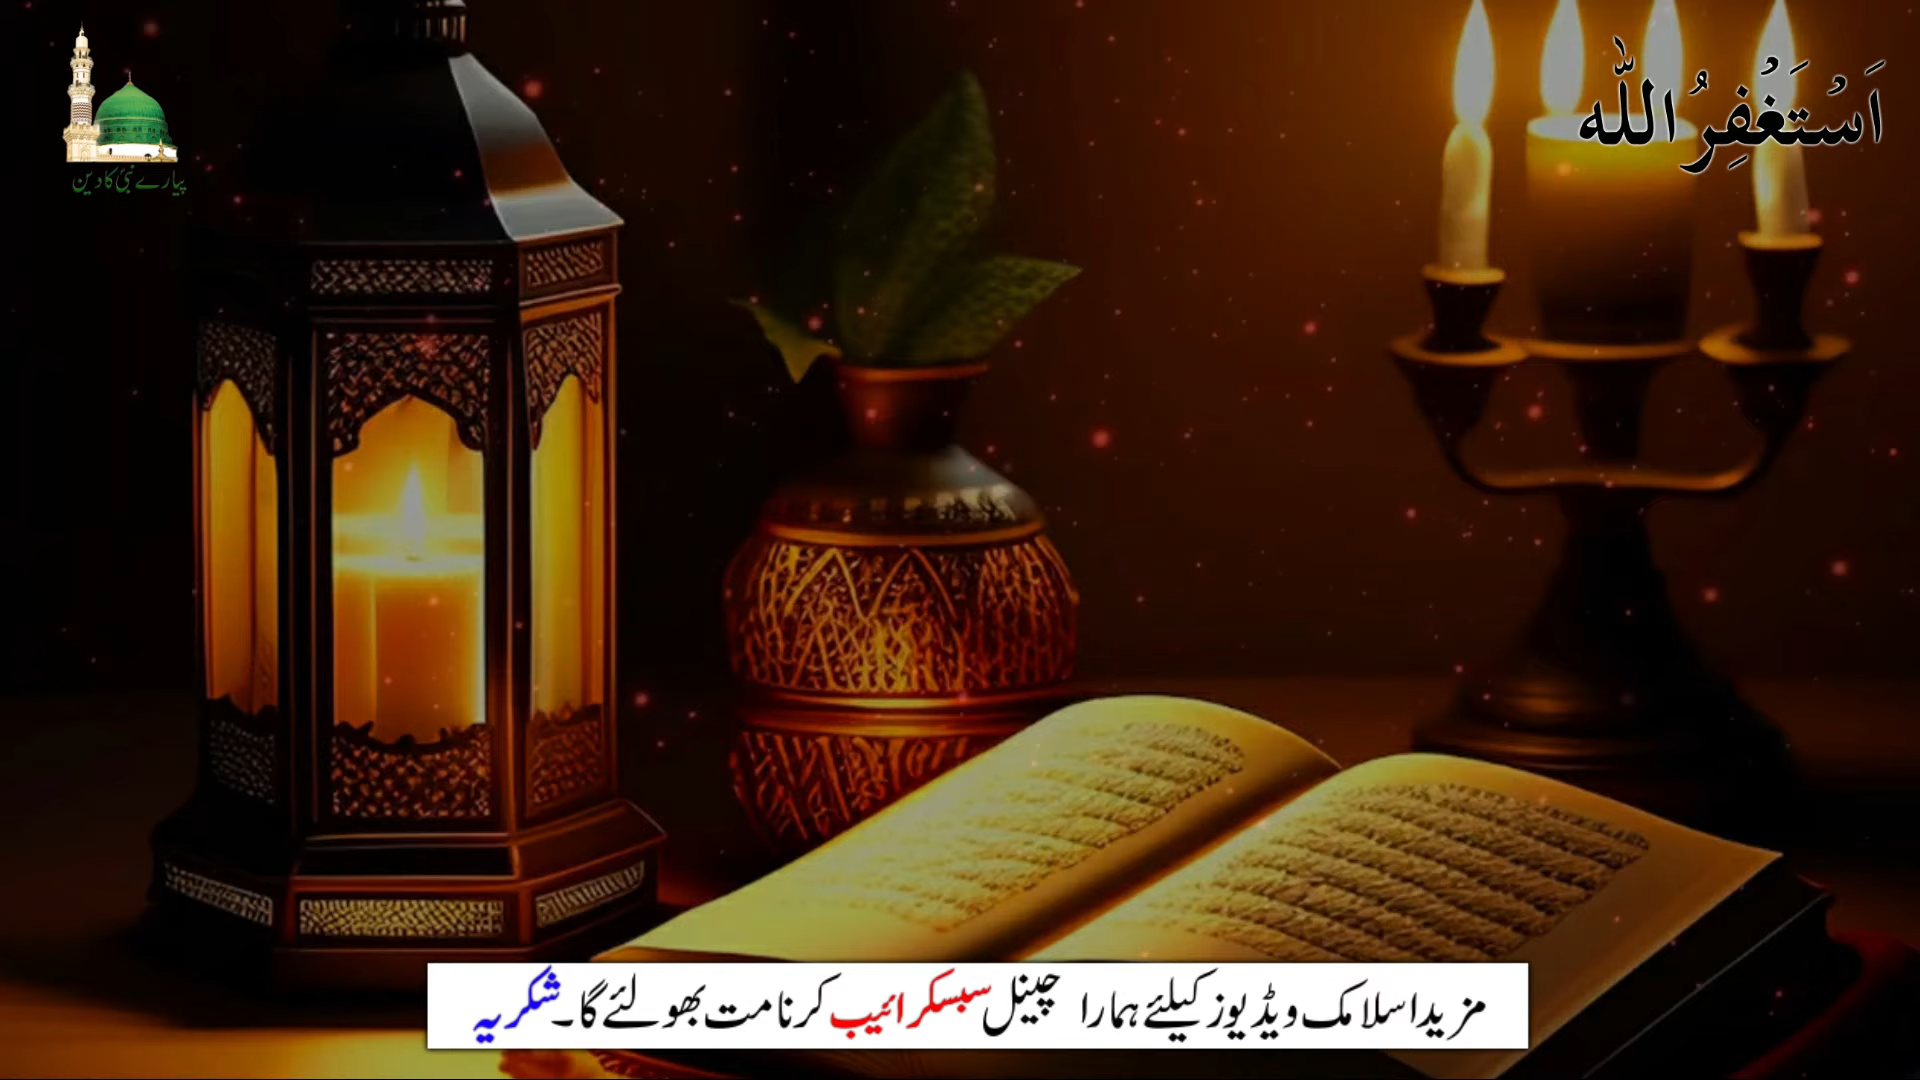 اَسْتَغْفِرُ اللّٰه
پیارے نبیؐ کا دین
مزید اسلامک ویڈیوز کیلئے ہمارا چینل سبسکرائیب کرنا مت بھولئے گا۔ شکریہ